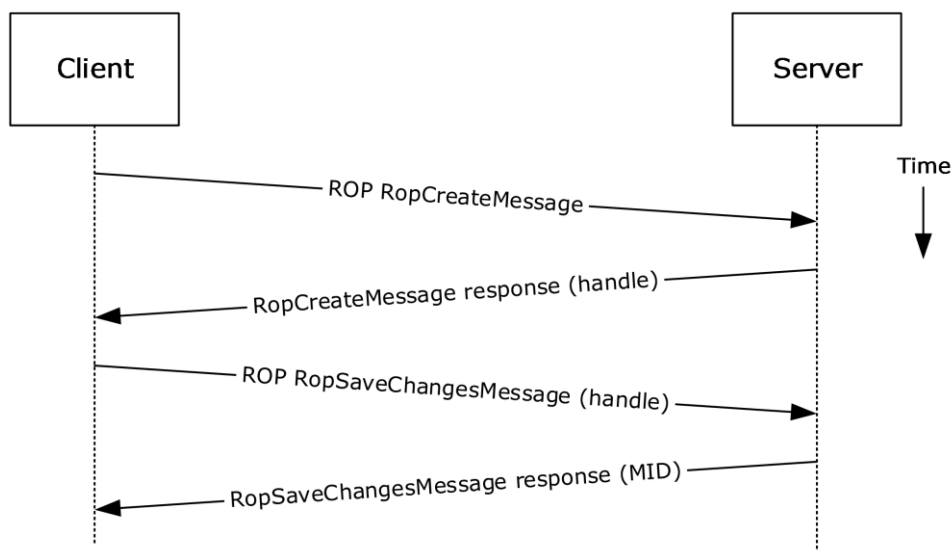 Client
Server
Time
ROP RopCreateMessage
RopCreateMessage response (handle)
ROP RopSaveChangesMessage (handle)
RopSaveChangesMessage response (MID)